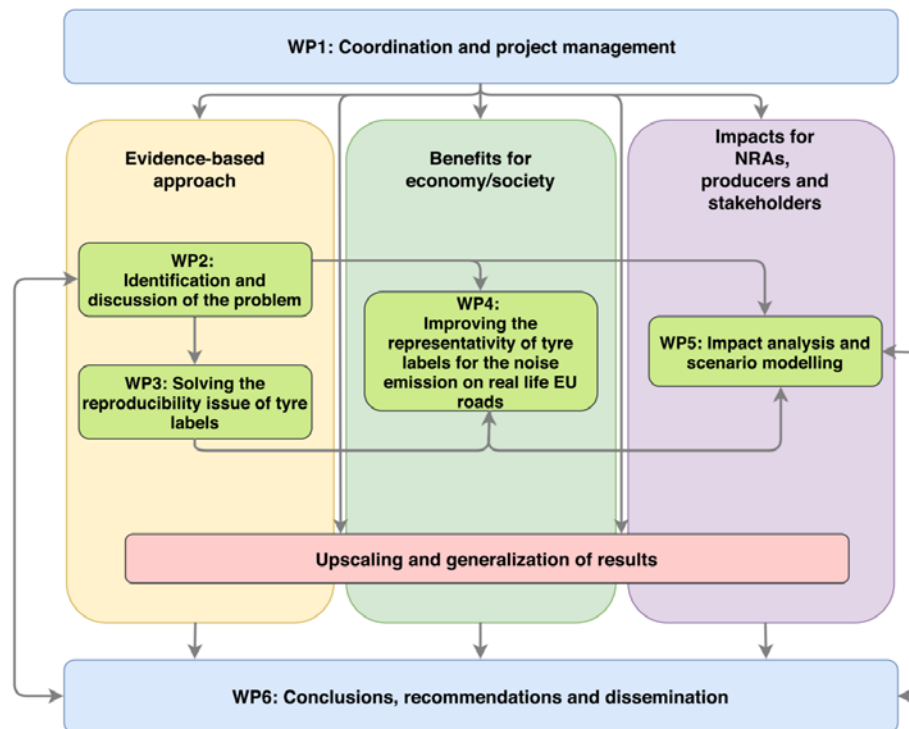 WP1: Coordination and project management
Evidence-based
approach
Benefits for
economy/society
Impacts for
NRAs,
producers and
stakeholders
WP2:
Identification and
discussion of the problem
WP3: Solving the
reproducibility issue of tyre
labels
WP4:
Improving the
representativity of tyre
labels for the noise
emission on real life EU
roads
WP5: Impact analysis and
scenario modelling
Upscaling and generalization of results
WP6: Conclusions, recommendations and dissemination